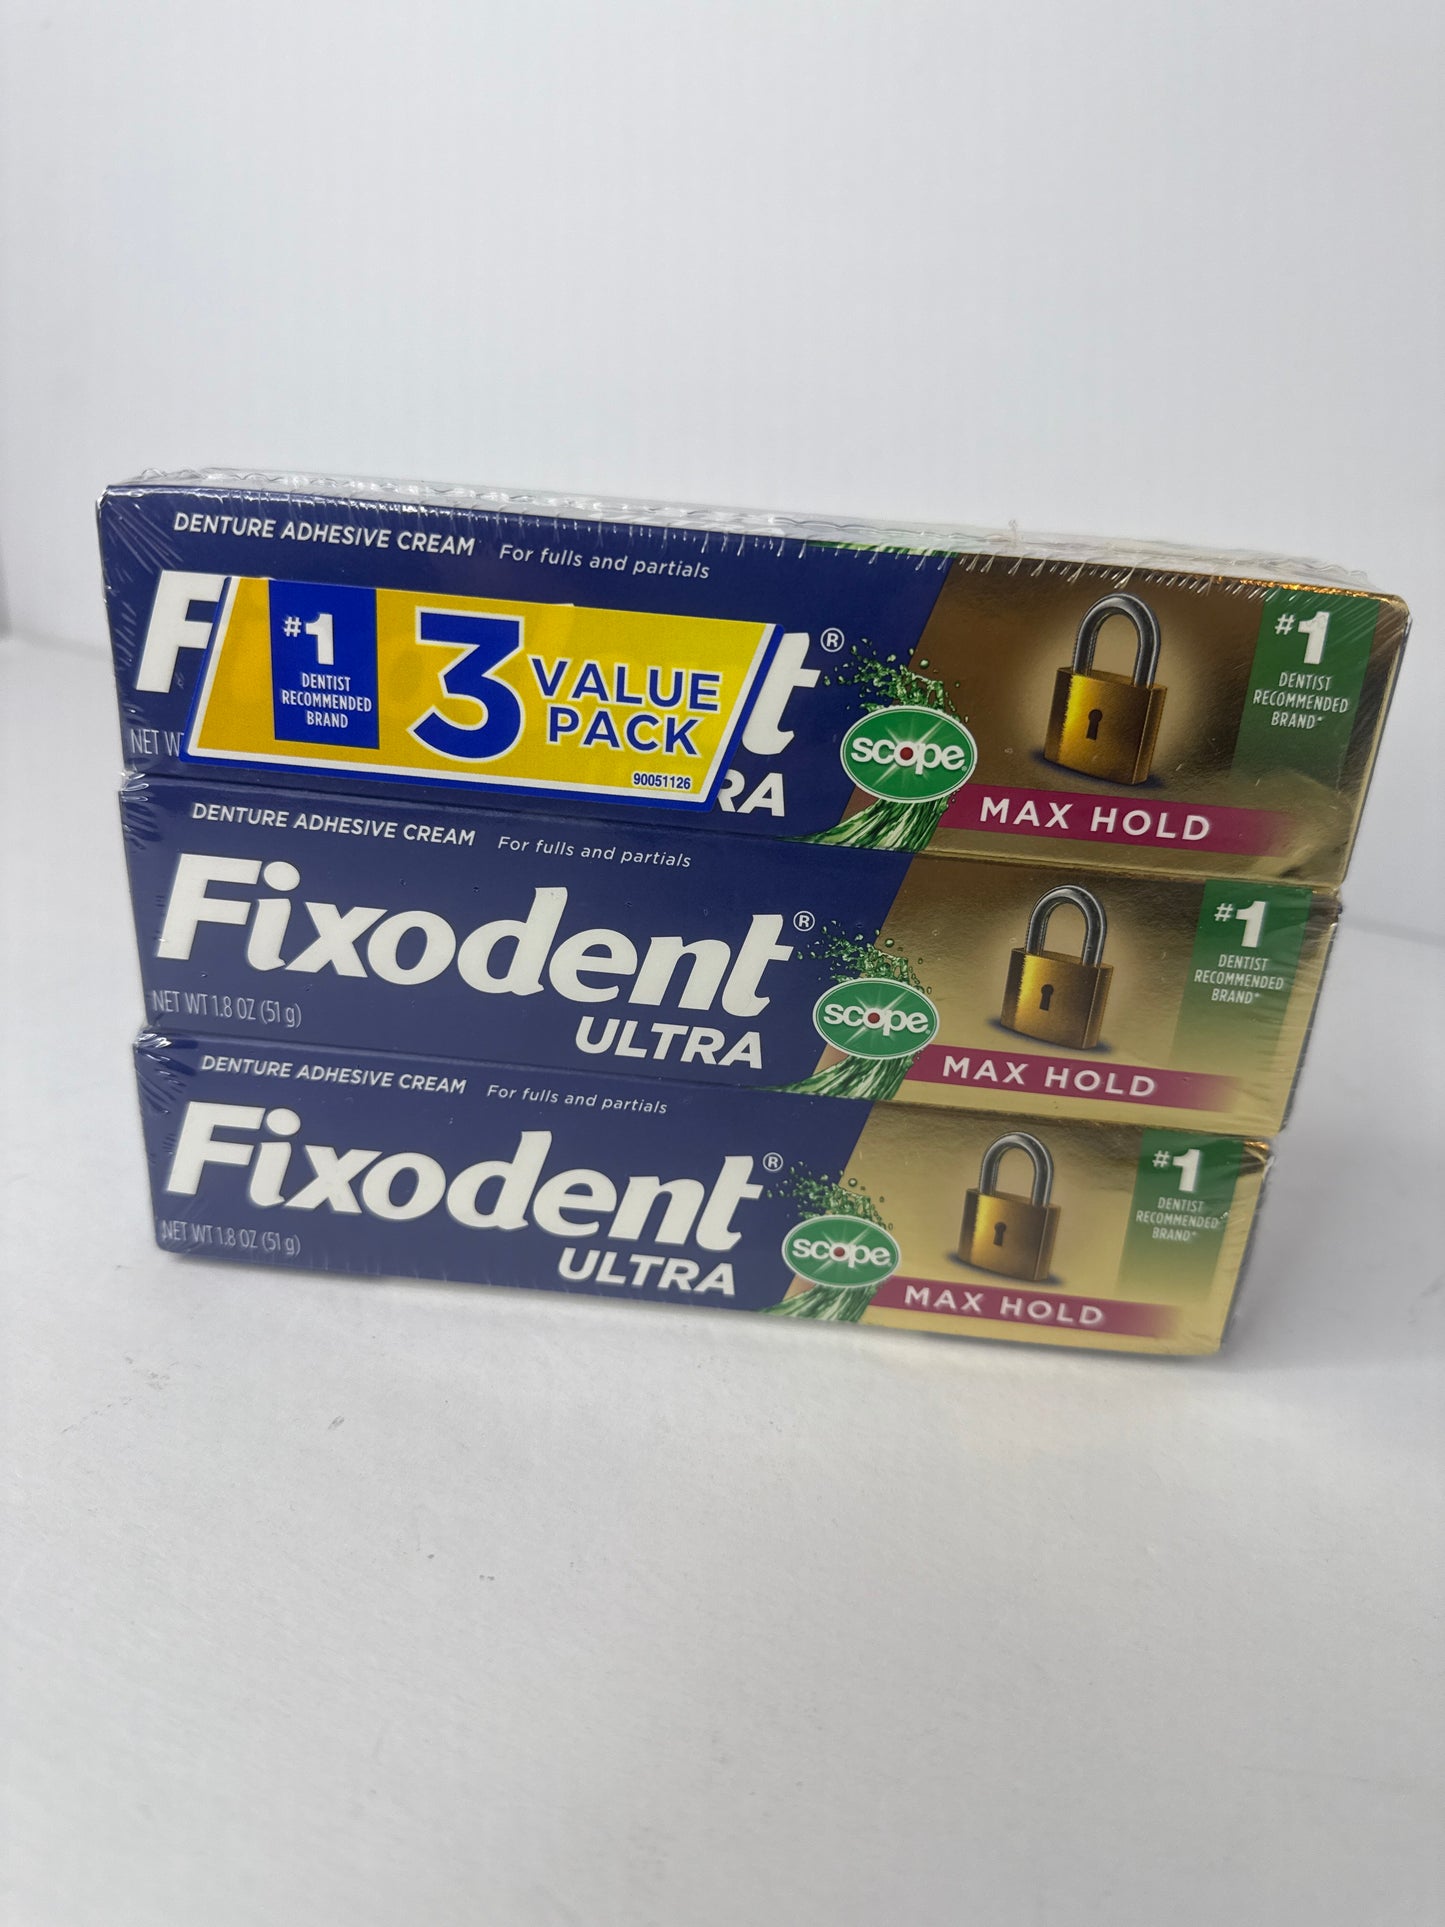 DENTURE ADHESIVE CREAM For fulls and partials
F t®
#1
DENTIST
RECOMMENDED
BRAND
3 VALUE
PACK
90051126
NET W
RA
scope
MAX HOLD
#1
DENTIST
RECOMMENDED
BRAND*
DENTURE ADHESIVE CREAM For fulls and partials
Fixodent®
NET WT 1.8 OZ (51 g)
ULTRA
scope
MAX HOLD
#1
DENTIST
RECOMMENDED
BRAND*
DENTURE ADHESIVE CREAM For fulls and partials
Fixodent®
NET WT 1.8 OZ (51 g)
ULTRA
scope
MAX HOLD
#1
DENTIST
RECOMMENDED
BRAND*